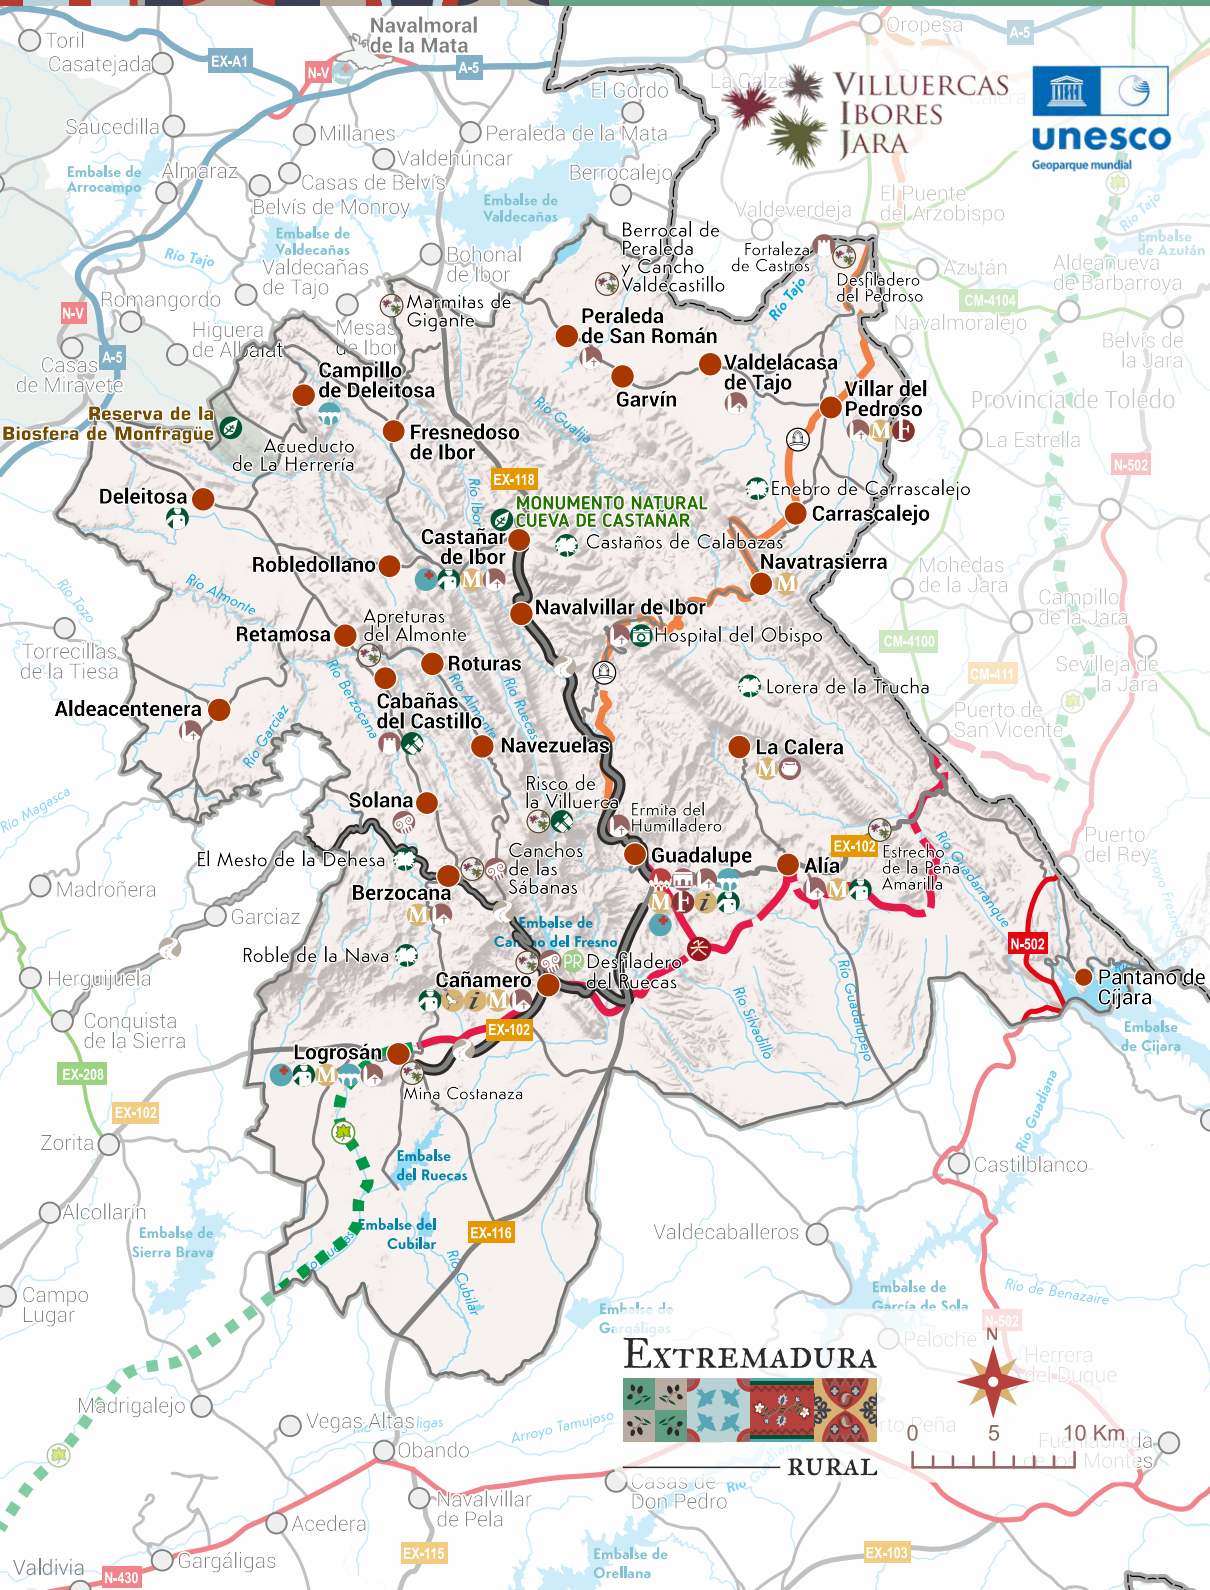 Toril
Casatejada
EX-A1
Navalmoral
de la Mata
N-V
A-5
Oropesa
A-5
La Calza
El Gordo
VILLUERCAS
IBORES
JARA
unesco
Geoparque mundial
Saucedilla
Millanes
Peraleda de la Mata
Valdehúncar
Embalse de
Arrocampo
Almaraz
Casas de Belvís
Belvís de Monroy
Berrocalejo
Embalse de
Valdecañas
Valdeverdeja
El Puente
del Arzobispo
Río Tajo
Embalse de
Azután
Embalse de
Valdecañas
Río Tajo
Valdecañas
de Tajo
Bohonal
de Ibor
Berrocal de
Peraleda
y Cancho
Valdecastillo
Fortaleza
de Castros
Desfiladero
del Pedroso
Azután
Aldeanueva
de Barbarroya
CM-4104
Río Tajo
N-V
Romangordo
Higuera
de Albalat
Mesas
de Ibor
Marmitas de
Gigante
Navalmoralejo
Belvís de
la Jara
A-5
Casas
de Miravete
Peraleda
de San Román
Garvín
Valdelacasa
de Tajo
Villar del
Pedroso
M
F
Provincia de Toledo
La Estrella
N-502
Campillo
de Deleitosa
Reserva de la
Biosfera de Monfragüe
Acueducto
de La Herrería
Fresnedoso
de Ibor
Río Gualija
EX-118
Río Ibor
Deleitosa
MONUMENTO NATURAL
CUEVA DE CASTAÑAR
Castañar
de Ibor
M
Castaños de Calabazas
Enebro de Carrascalejo
Carrascalejo
Navatrasierra
M
Robledollano
Mohedas
de la Jara
Campillo
de la Jara
Río Tozo
Río Almonte
Apreturas
del Almonte
Retamosa
Navalvillar de Ibor
Hospital del Obispo
CM-4100
Torrecillas
de la Tiesa
Roturas
CM-411
Sevilleja de
la Jara
Aldeacentenera
Río Garciaz
Río Berzocana
Cabañas
del Castillo
Río Almonte
Río Ruecas
Lorera de la Trucha
Puerto de
San Vicente
Navezuelas
La Calera
M
Río Magasca
Solana
Risco de
la Villuerca
Ermita del
Humilladero
El Mesto de la Dehesa
Canchos
de las
Sábanas
Guadalupe
M
F
i
EX-102
Alía
M
Estrecho
de la Peña
Amarilla
Río Guadarranque
Puerto
del Rey
Arroyo Fresnedoso
Madroñera
Berzocana
M
Garciaz
Embalse de
Cancho del Fresno
Roble de la Nava
PR
Desfiladero
del Ruecas
N-502
Herguijuela
Cañamero
i
M
Río Silvadillo
Río Guadalupejo
Pantano de
Cijara
Conquista
de la Sierra
EX-102
Embalse
de Cijara
Logrosán
M
EX-208
Mina Costanaza
Río Guadiana
EX-102
Zorita
Embalse
del Ruecas
Castilblanco
Alcollarín
Embalse de
Sierra Brava
Embalse del
Cubilar
EX-116
Valdecaballeros
Río Cubilar
Campo
Lugar
Embalse de
García de Sola
Río de Benazaire
Embalse de
Gargáligas
N-502
Peloche
Herrera
del Duque
EXTREMADURA
RURAL
N
0 5 10 Km
Madrigalejo
Vegas Altas
Obando
Arroyo Tamujoso
Casas de
Don Pedro
Navalvillar
de Pela
Acedera
Valdivia
N-430
Gargáligas
EX-115
Embalse de
Orellana
EX-103